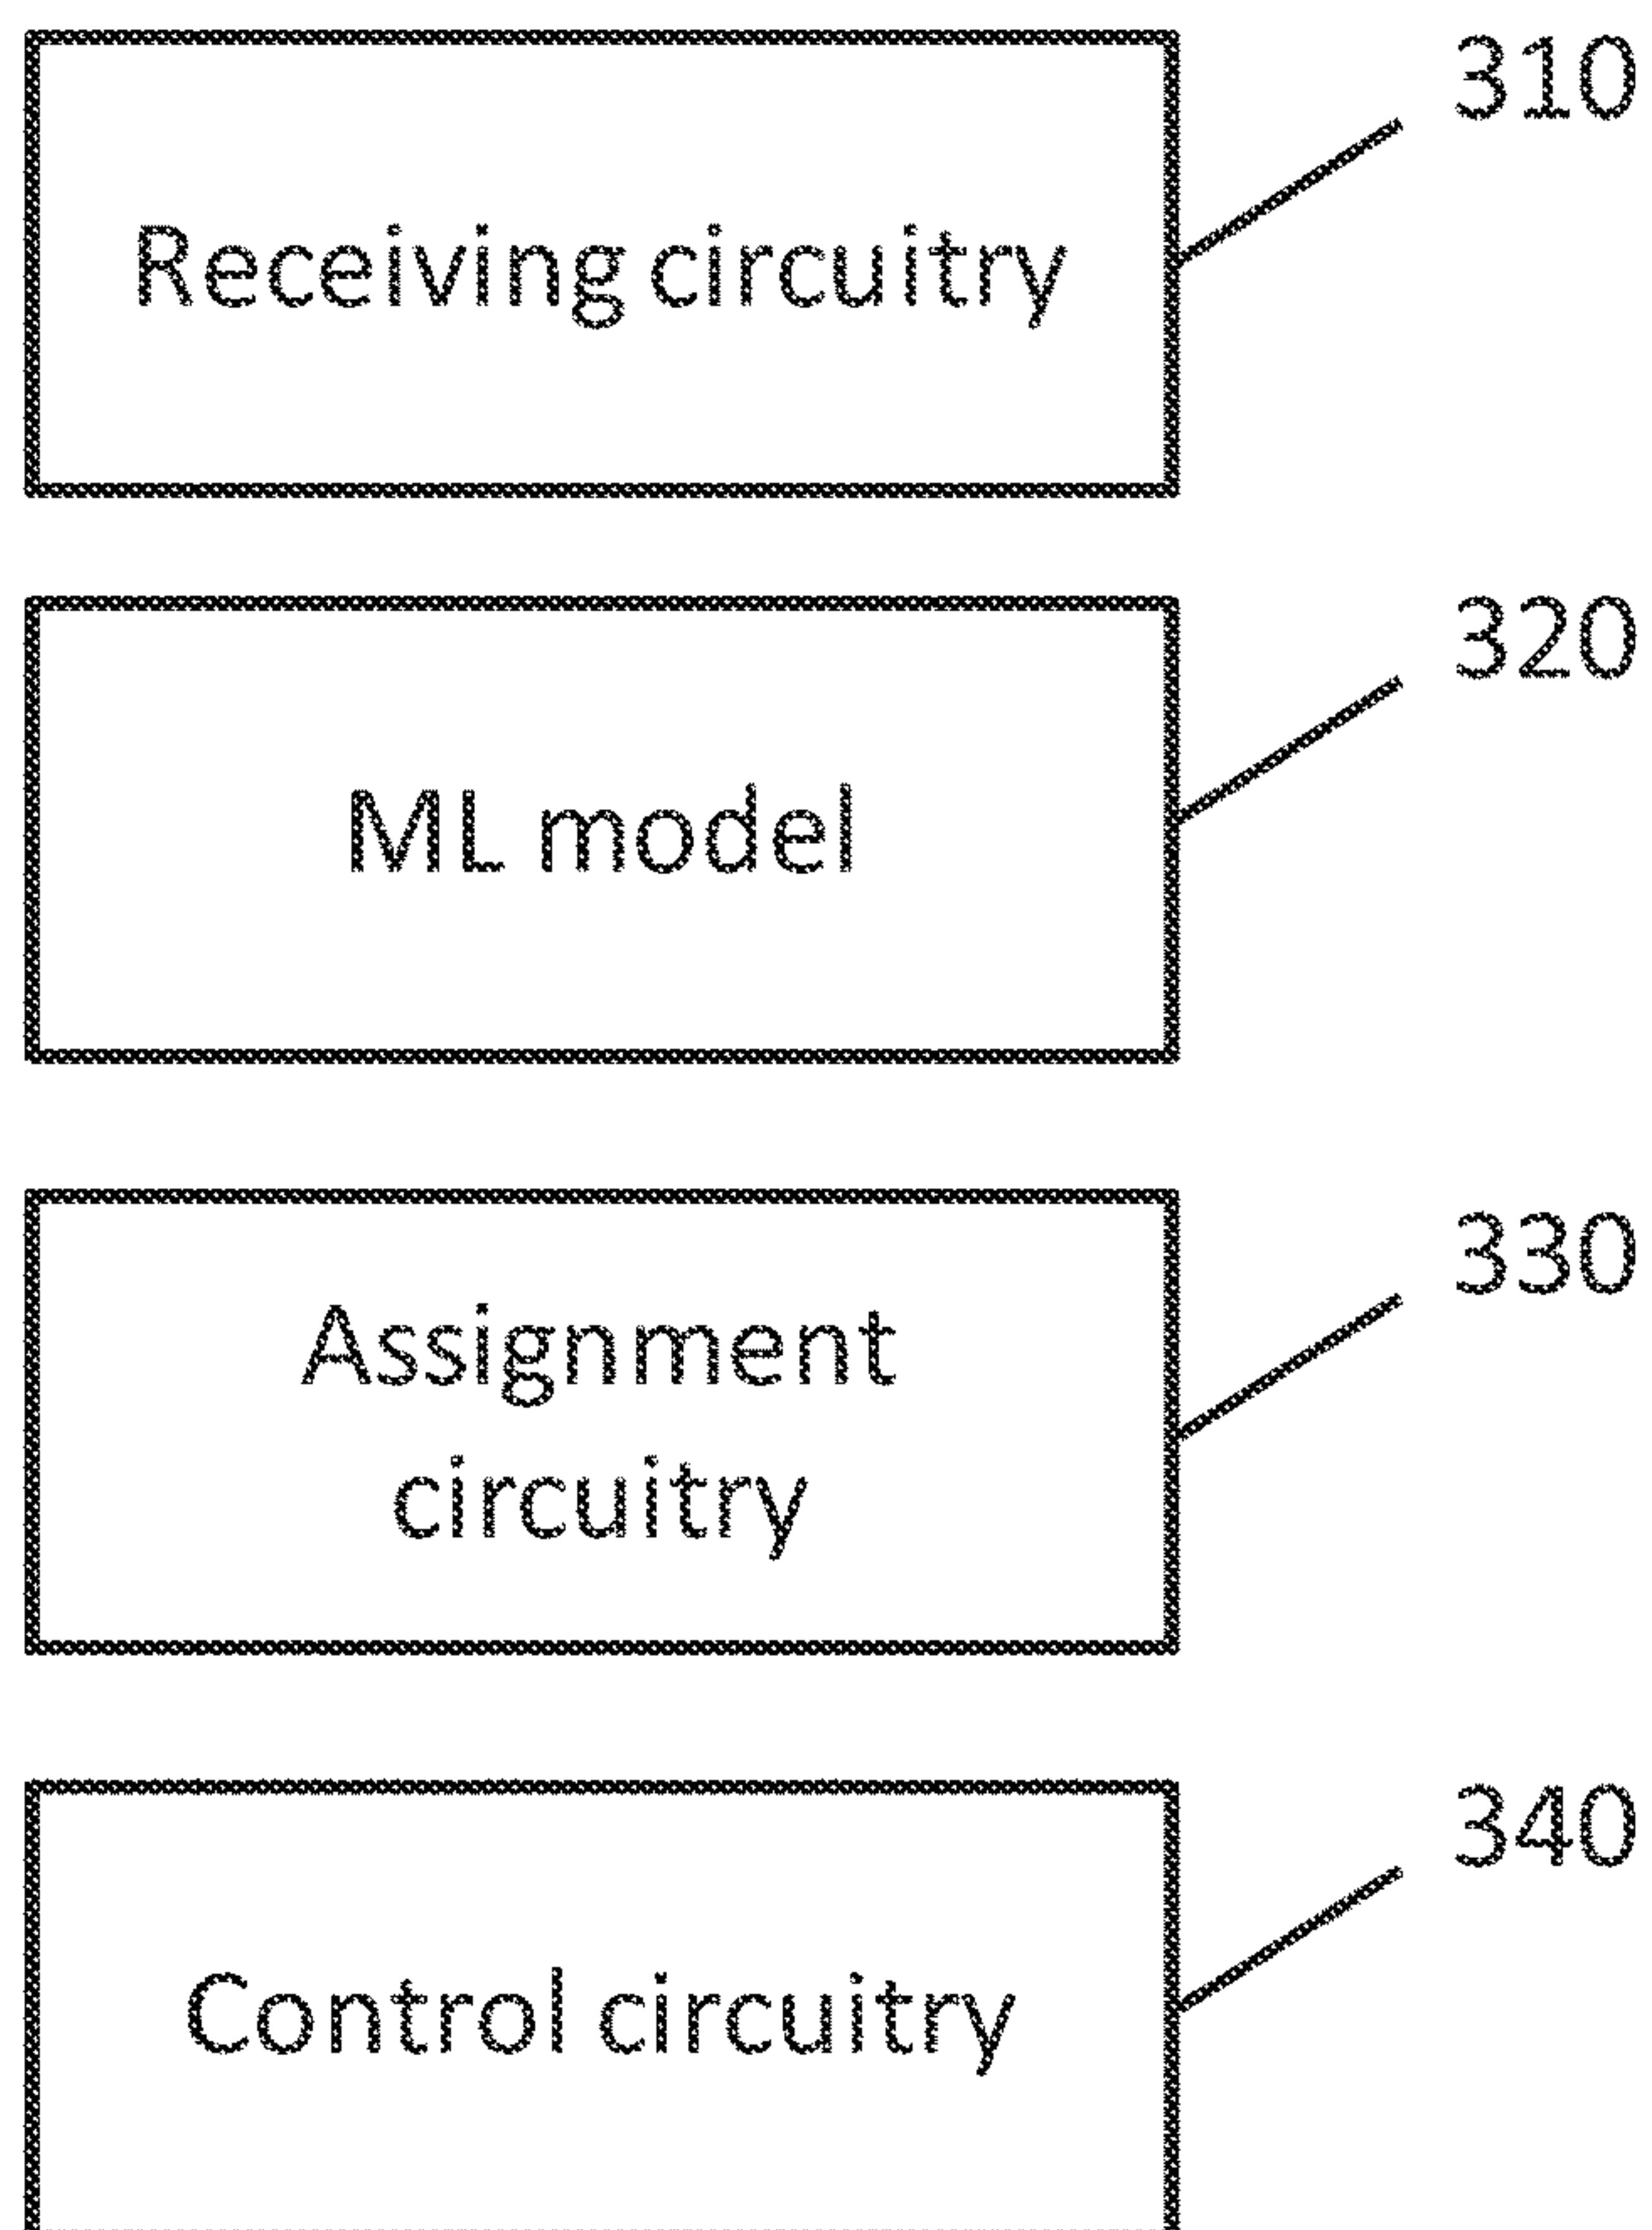 310
Receiving circuitry
320
ML model
330
Assignment
circuitry
340
Control circuitry